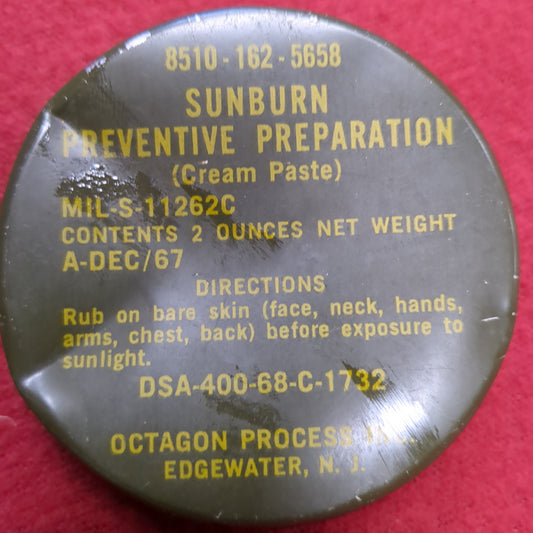 8510-162-5658
SUNBURN
PREVENTIVE PREPARATION
(Cream Paste)
MIL-S-11262C
CONTENTS 2 OUNCES NET WEIGHT
A-DEC/67
DIRECTIONS
Rub on bare skin (face, neck, hands,
arms, chest, back) before exposure to
sunlight.
DSA-400-68-C-1732
OCTAGON PROCESS
EDGEWATER, N. J.